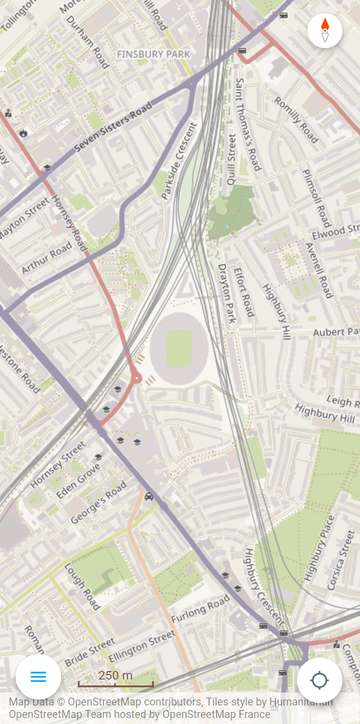 Tollington
Durham Road
Hill Road
FINSBURY PARK
Seven Sisters Road
Saint Thomas's Road
Romilly Road
Parkside Crescent
Quill Street
Plimsoll Road
Mayton Street
Hornsey Road
Elwood Str
Arthur Road
Drayton Park
Elfort Road
Highbury Hill
Avenell Road
Aubert Pa
lestone Road
Leigh R
Highbury Hill
Hornsey Street
Eden Grove
George's Road
Highbury Place
Corsica Street
Lough Road
Highbury Crescent
Furlong Road
Roman
Bride Street
Ellington Street
Compto
250 m
Map Data © OpenStreetMap contributors, Tiles style by Humanitarian
OpenStreetMap Team hosted by OpenStreetMap France